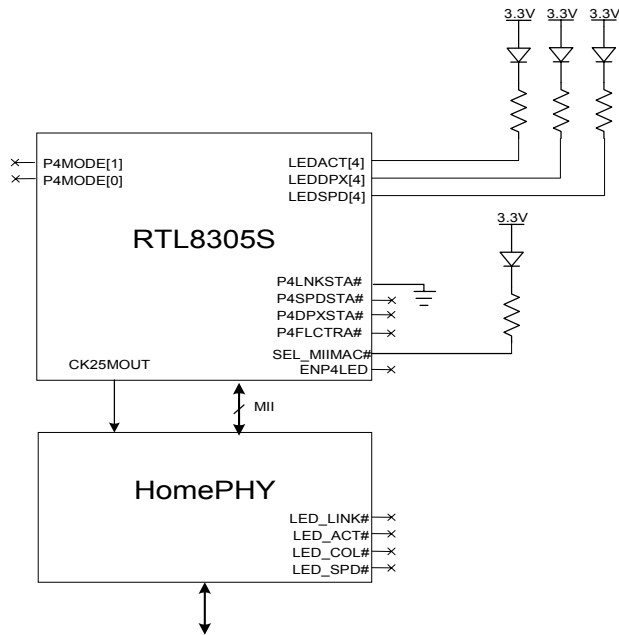 3.3V 3.3V 3.3V
P4MODE[1]
P4MODE[0]
LEDACT[4]
LEDDPX[4]
LEDSPD[4]
RTL8305S
3.3V
P4LNKSTA#
P4SPDSTA#
P4DPXSTA#
P4FLCTRA#
SEL_MIIMAC#
ENP4LED
CK25MOUT
MII
HomePHY
LED_LINK#
LED_ACT#
LED_COL#
LED_SPD#